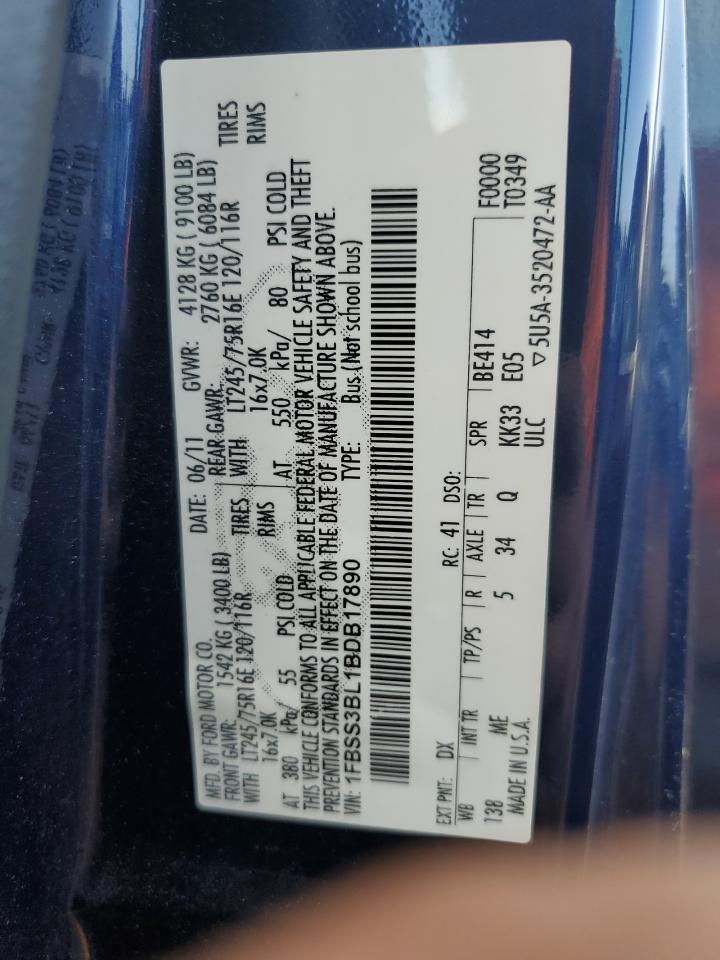 MFD. BY FORD MOTOR CO.
DATE: 06/11 GVWR: 4128 KG ( 9100 LB)
FRONT GAWR: 1542 KG ( 3400 LB) REAR GAWR: 2760 KG ( 6084 LB)
WITH LT245/75R16E 120/116R TIRES WITH LT245/75R16E 120/116R TIRES
16x7.0K RIMS 16x7.0K RIMS
AT 380 kPa/ 55 PSI COLD AT 550 kPa/ 80 PSI COLD
THIS VEHICLE CONFORMS TO ALL APPLICABLE FEDERAL MOTOR VEHICLE SAFETY AND THEFT
PREVENTION STANDARDS IN EFFECT ON THE DATE OF MANUFACTURE SHOWN ABOVE.
VIN: 1FBSS3BL1BDB17890 TYPE: Bus (Not school bus)
EXT PNT: DX RC: 41 DSO:
WB INT TR TP/PS R AXLE TR SPR BE414 F0000
138 ME 5 34 Q KK33 E05 T0349
MADE IN U.S.A. ULC ▽5U5A-3520472-AA